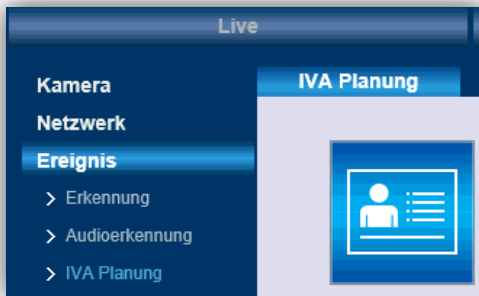 Live
Kamera
IVA Planung
Netzwerk
Ereignis
Erkennung
Audioerkennung
IVA Planung